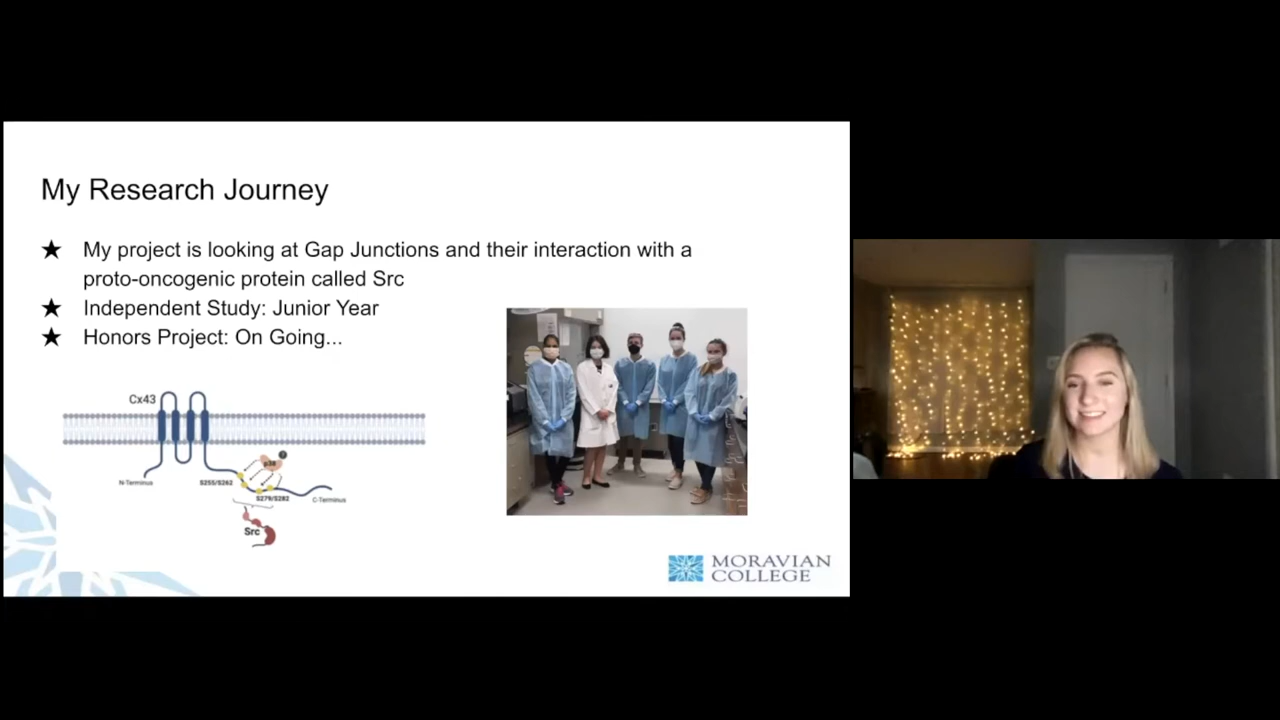 My Research Journey
★ My project is looking at Gap Junctions and their interaction with a
proto-oncogenic protein called Src
★ Independent Study: Junior Year
★ Honors Project: On Going...
Cx43
N-Terminus
S255/S262
p38
S279/S282
C-Terminus
Src
MORAVIAN
COLLEGE